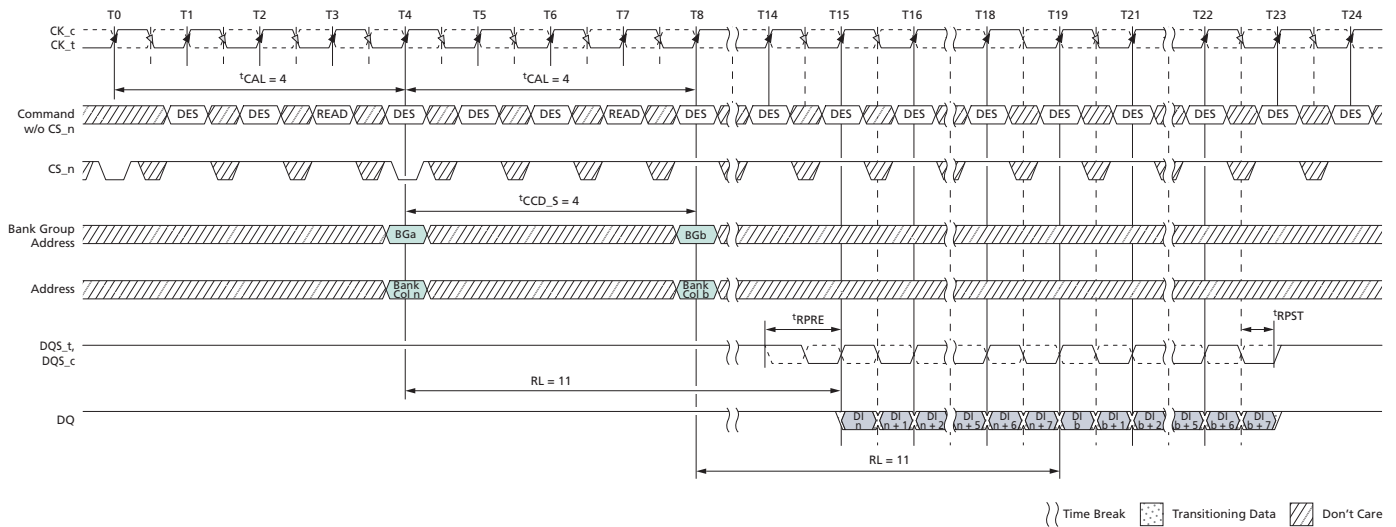 T0 T1 T2 T3 T4 T5 T6 T7 T8 T14 T15 T16 T18 T19 T21 T22 T23 T24
CK_c
CK_t
tCAL = 4 tCAL = 4
Command
w/o CS_n
DES DES READ DES DES DES READ DES DES DES DES DES DES DES DES DES DES
CS_n
tCCD_S = 4
Bank Group
Address
BGa BGb
Address
Bank
Col n
Bank
Col b
tRPRE tRPST
DQS_t,
DQS_c
RL = 11
DQ
DI
n
DI
n + 1
DI
n + 2
DI
n + 5
DI
n + 6
DI
n + 7
DI
b
DI
b + 1
DI
b + 2
DI
b + 5
DI
b + 6
DI
b + 7
RL = 11
Time Break Transitioning Data Don't Care